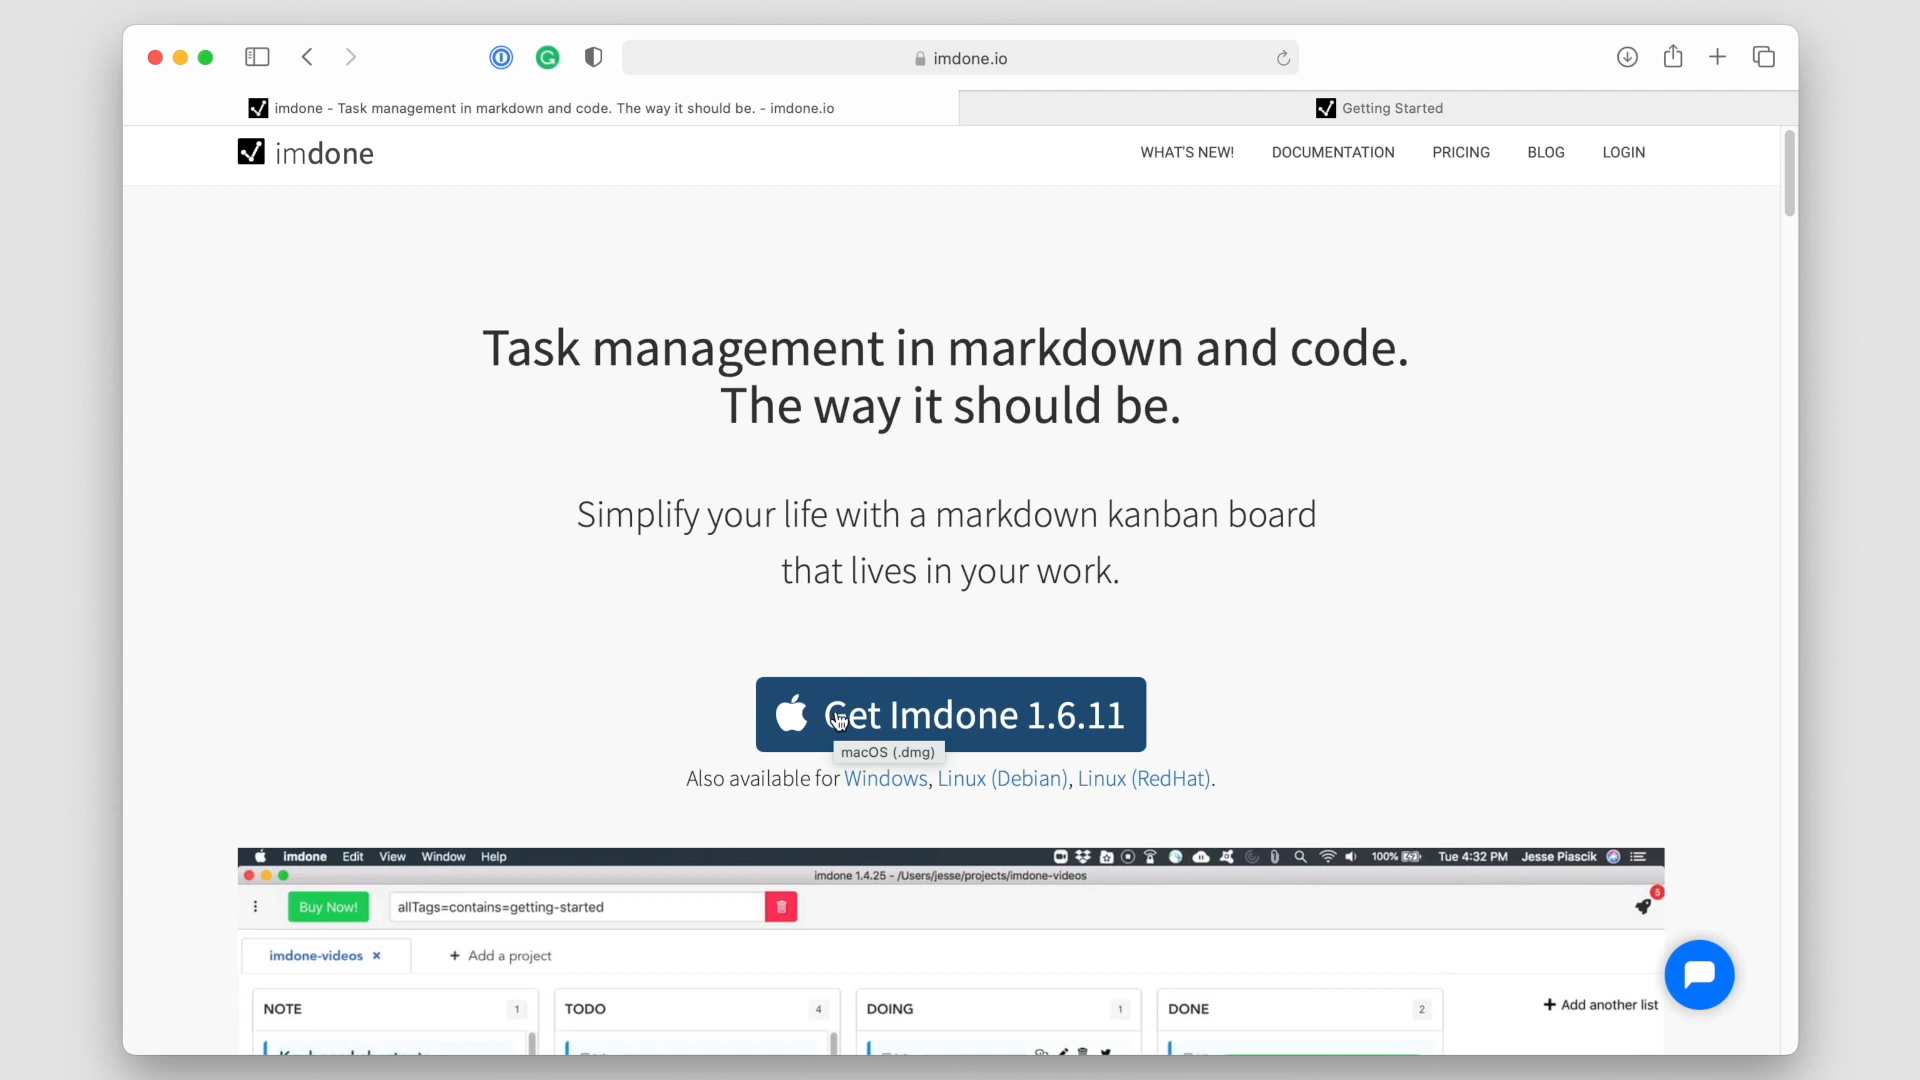 imdone.io
imdone - Task management in markdown and code. The way it should be. - imdone.io
Getting Started
imdone
WHAT'S NEW!
DOCUMENTATION
PRICING
BLOG
LOGIN
Task management in markdown and code.
The way it should be.
Simplify your life with a markdown kanban board
that lives in your work.
Get Imdone 1.6.11
macOS (.dmg)
Also available for Windows, Linux (Debian), Linux (RedHat).
imdone Edit View Window Help
100% Tue 4:32 PM Jesse Piascik
imdone 1.4.25 - /Users/jesse/projects/imdone-videos
Buy Now!
allTags=contains=getting-started
5
imdone-videos ×
+ Add a project
NOTE 1
TODO 4
DOING 1
DONE 2
+ Add another list